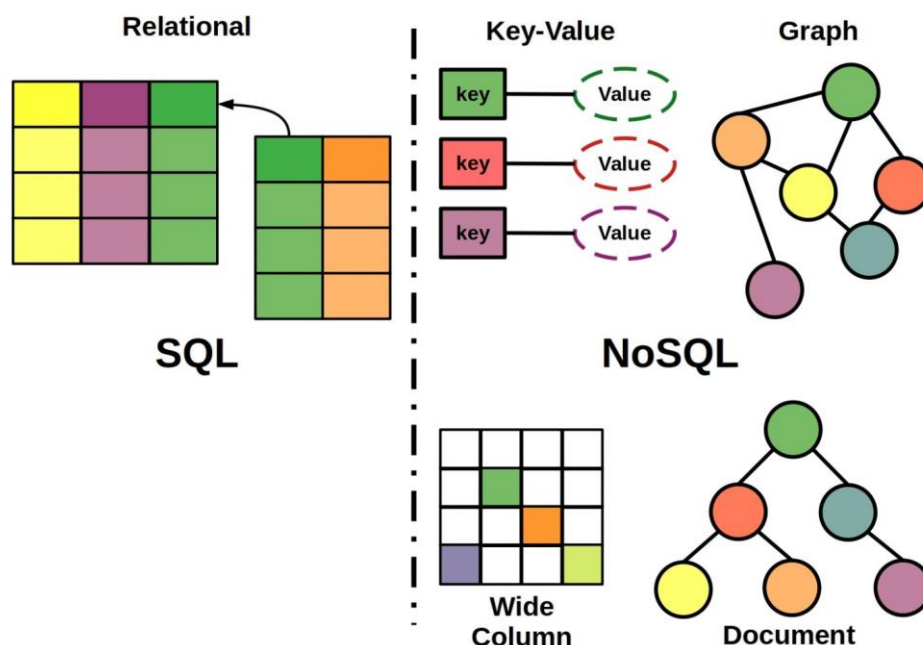 Relational
Key-Value
Graph
key
Value
key
Value
key
Value
SQL
NoSQL
Wide
Column
Document